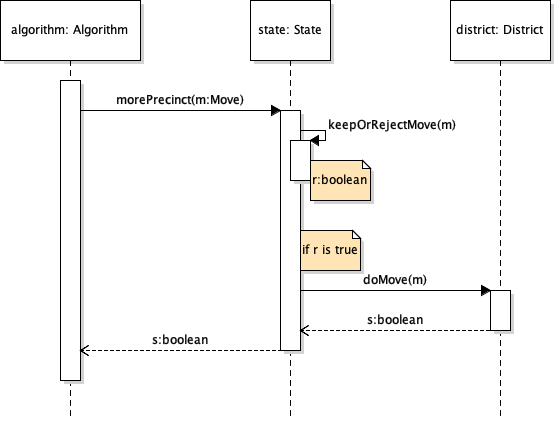 algorithm: Algorithm
state: State
district: District
morePrecinct(m:Move)
keepOrRejectMove(m)
r:boolean
if r is true
doMove(m)
s:boolean
s:boolean